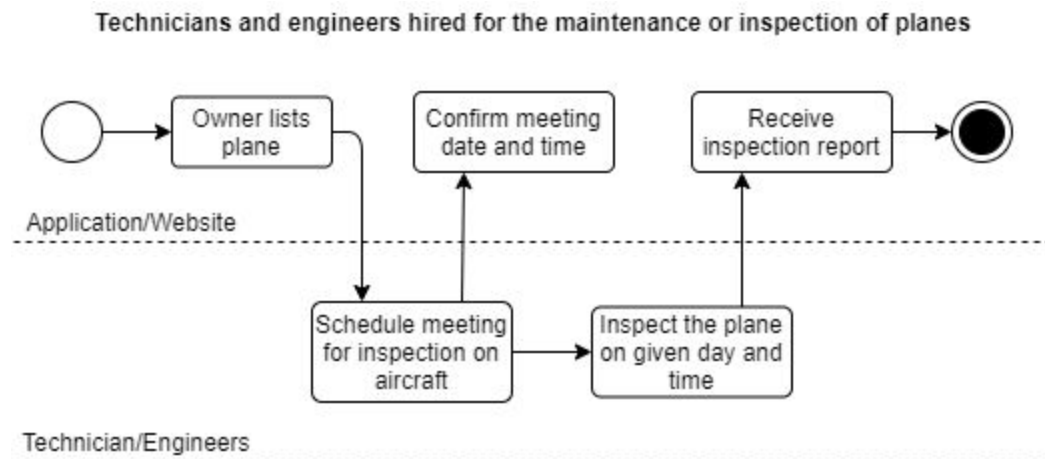 Technicians and engineers hired for the maintenance or inspection of planes
Owner lists
plane
Confirm meeting
date and time
Receive
inspection report
Application/Website
Schedule meeting
for inspection on
aircraft
Inspect the plane
on given day and
time
Technician/Engineers